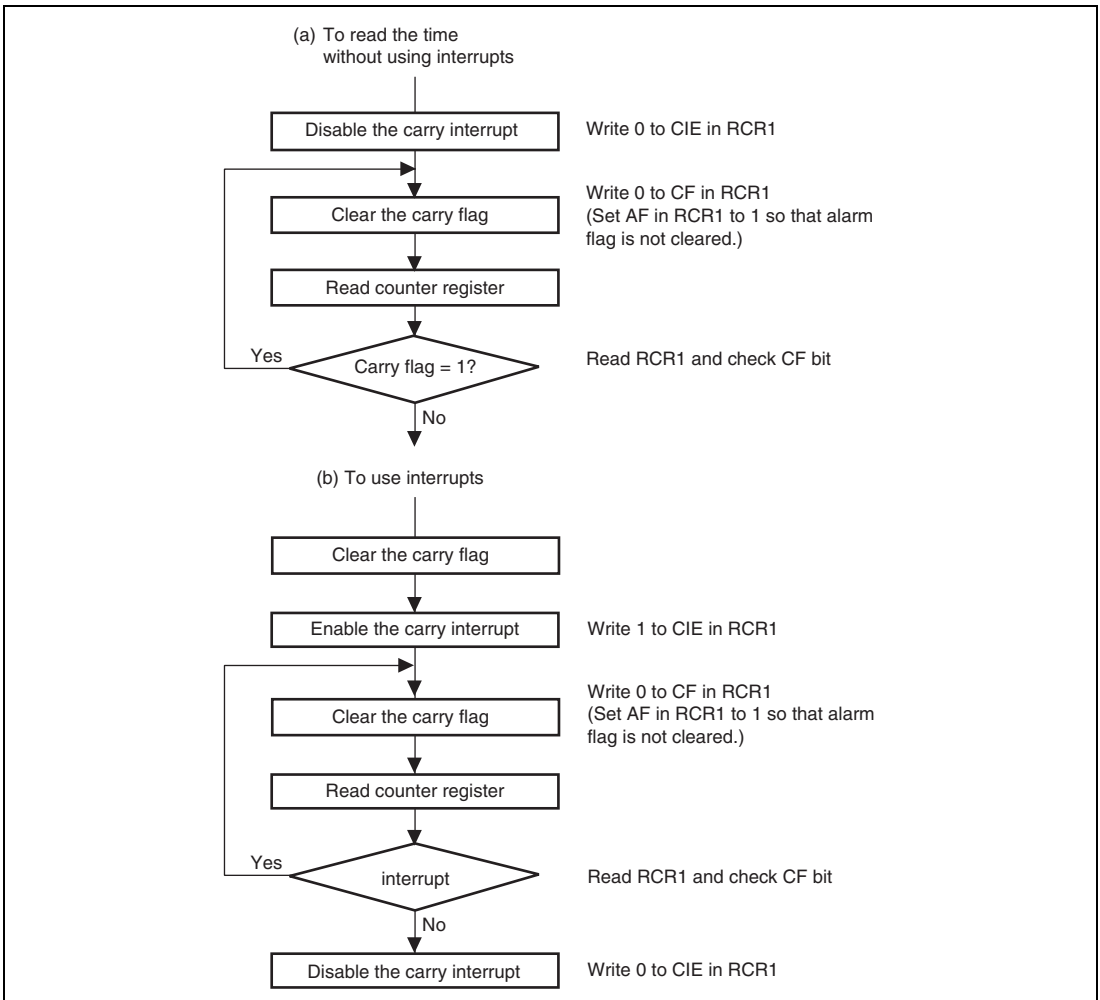 (a) To read the time
without using interrupts
Disable the carry interrupt
Write 0 to CIE in RCR1
Clear the carry flag
Write 0 to CF in RCR1
(Set AF in RCR1 to 1 so that alarm
flag is not cleared.)
Read counter register
Yes
Carry flag = 1?
Read RCR1 and check CF bit
No
(b) To use interrupts
Clear the carry flag
Enable the carry interrupt
Write 1 to CIE in RCR1
Clear the carry flag
Write 0 to CF in RCR1
(Set AF in RCR1 to 1 so that alarm
flag is not cleared.)
Read counter register
Yes
interrupt
Read RCR1 and check CF bit
No
Disable the carry interrupt
Write 0 to CIE in RCR1